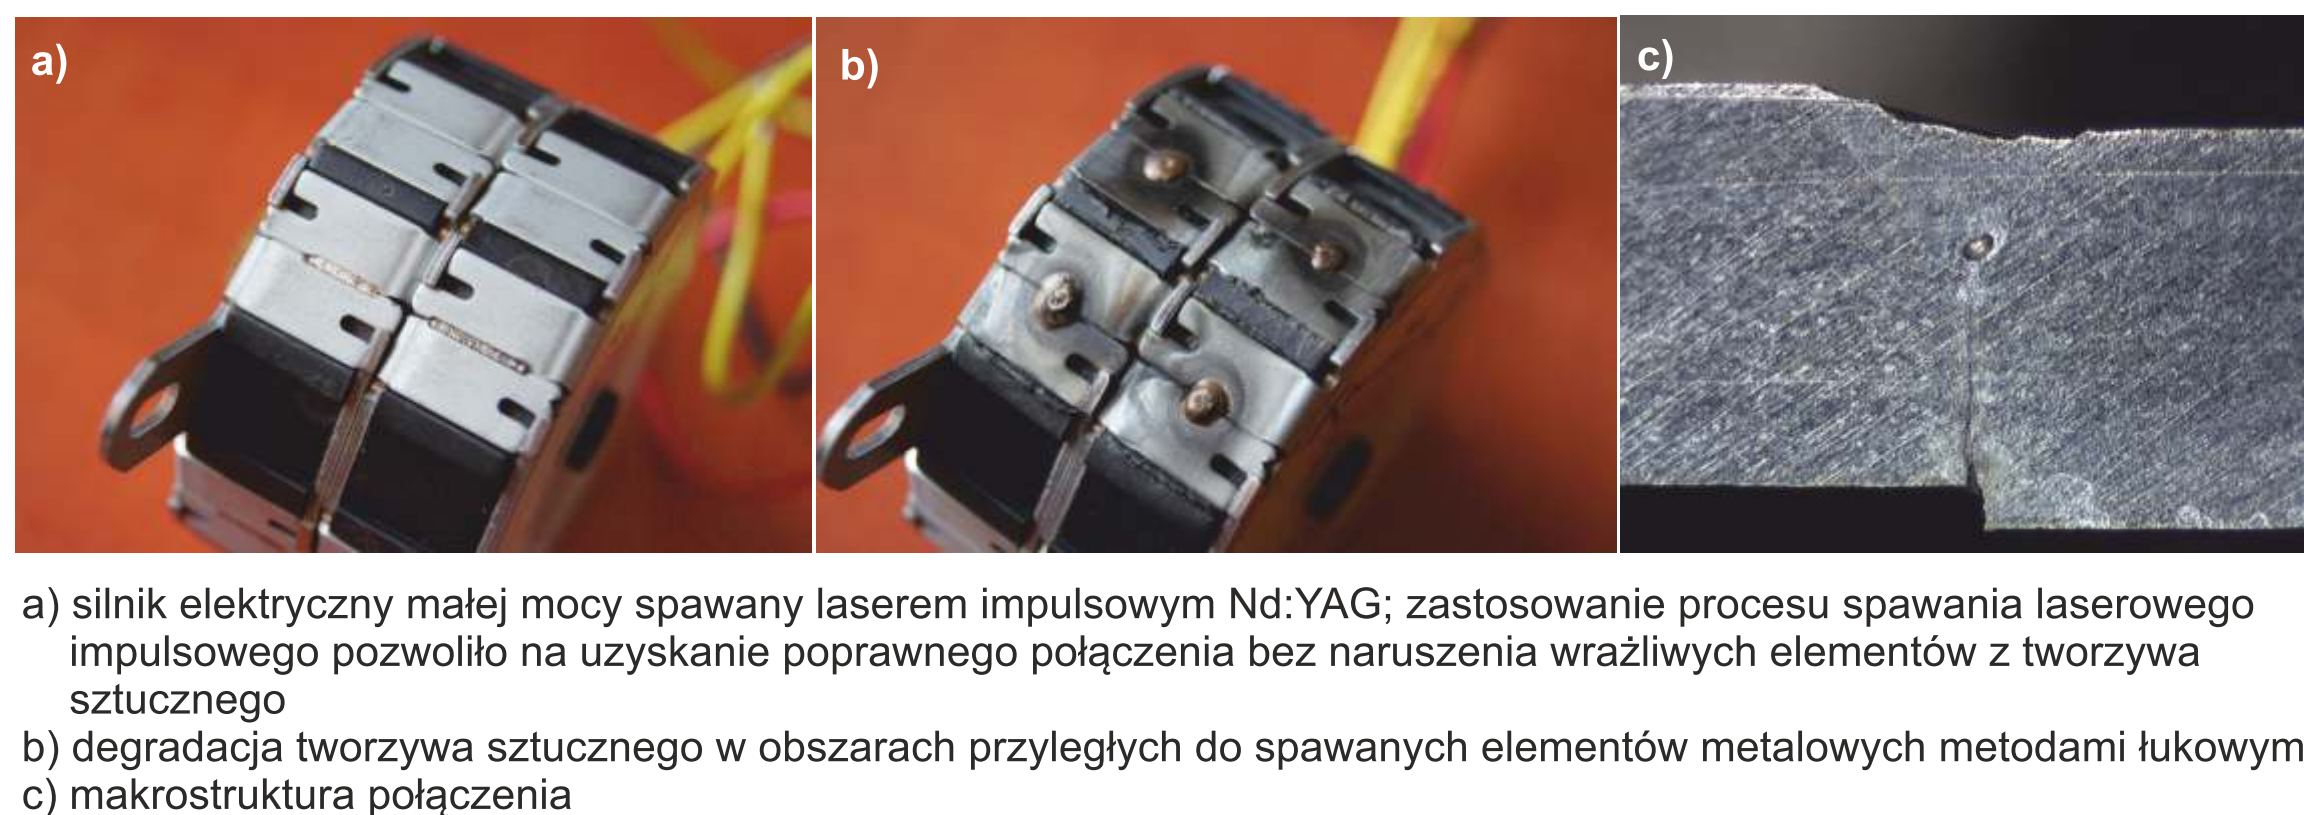 a)
b)
c)
a) silnik elektryczny małej mocy spawany laserem impulsowym Nd:YAG; zastosowanie procesu spawania laserowego
impulsowego pozwoliło na uzyskanie poprawnego połączenia bez naruszenia wrażliwych elementów z tworzywa
sztucznego
b) degradacja tworzywa sztucznego w obszarach przyległych do spawanych elementów metalowych metodami łukowym
c) makrostruktura połączenia